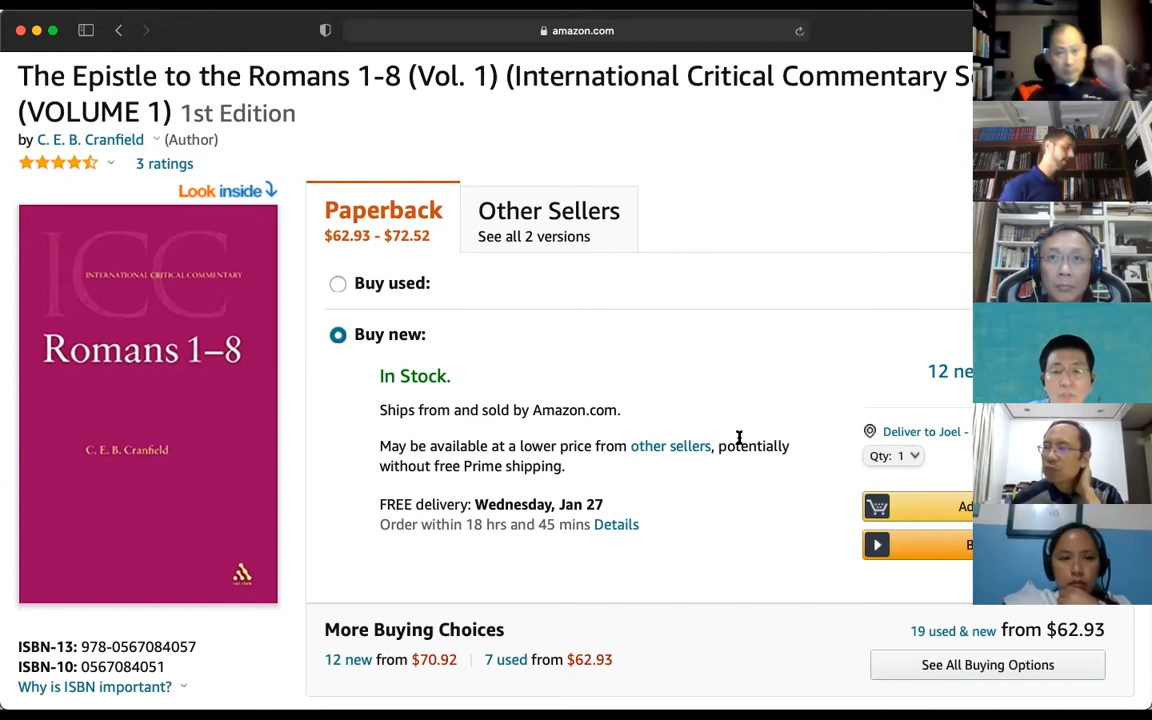 amazon.com
The Epistle to the Romans 1-8 (Vol. 1) (International Critical Commentary S
(VOLUME 1) 1st Edition
by C. E. B. Cranfield (Author)
3 ratings
Look inside
ICC
INTERNATIONAL CRITICAL COMMENTARY
Romans 1–8
C. E. B. Cranfield
Paperback
$62.93 - $72.52
Other Sellers
See all 2 versions
Buy used:
Buy new:
In Stock.
12 ne
Ships from and sold by Amazon.com.
Deliver to Joel -
May be available at a lower price from other sellers, potentially
without free Prime shipping.
Qty: 1
FREE delivery: Wednesday, Jan 27
Order within 18 hrs and 45 mins Details
Ad
B
More Buying Choices
19 used & new from $62.93
12 new from $70.92 | 7 used from $62.93
See All Buying Options
ISBN-13: 978-0567084057
ISBN-10: 0567084051
Why is ISBN important?